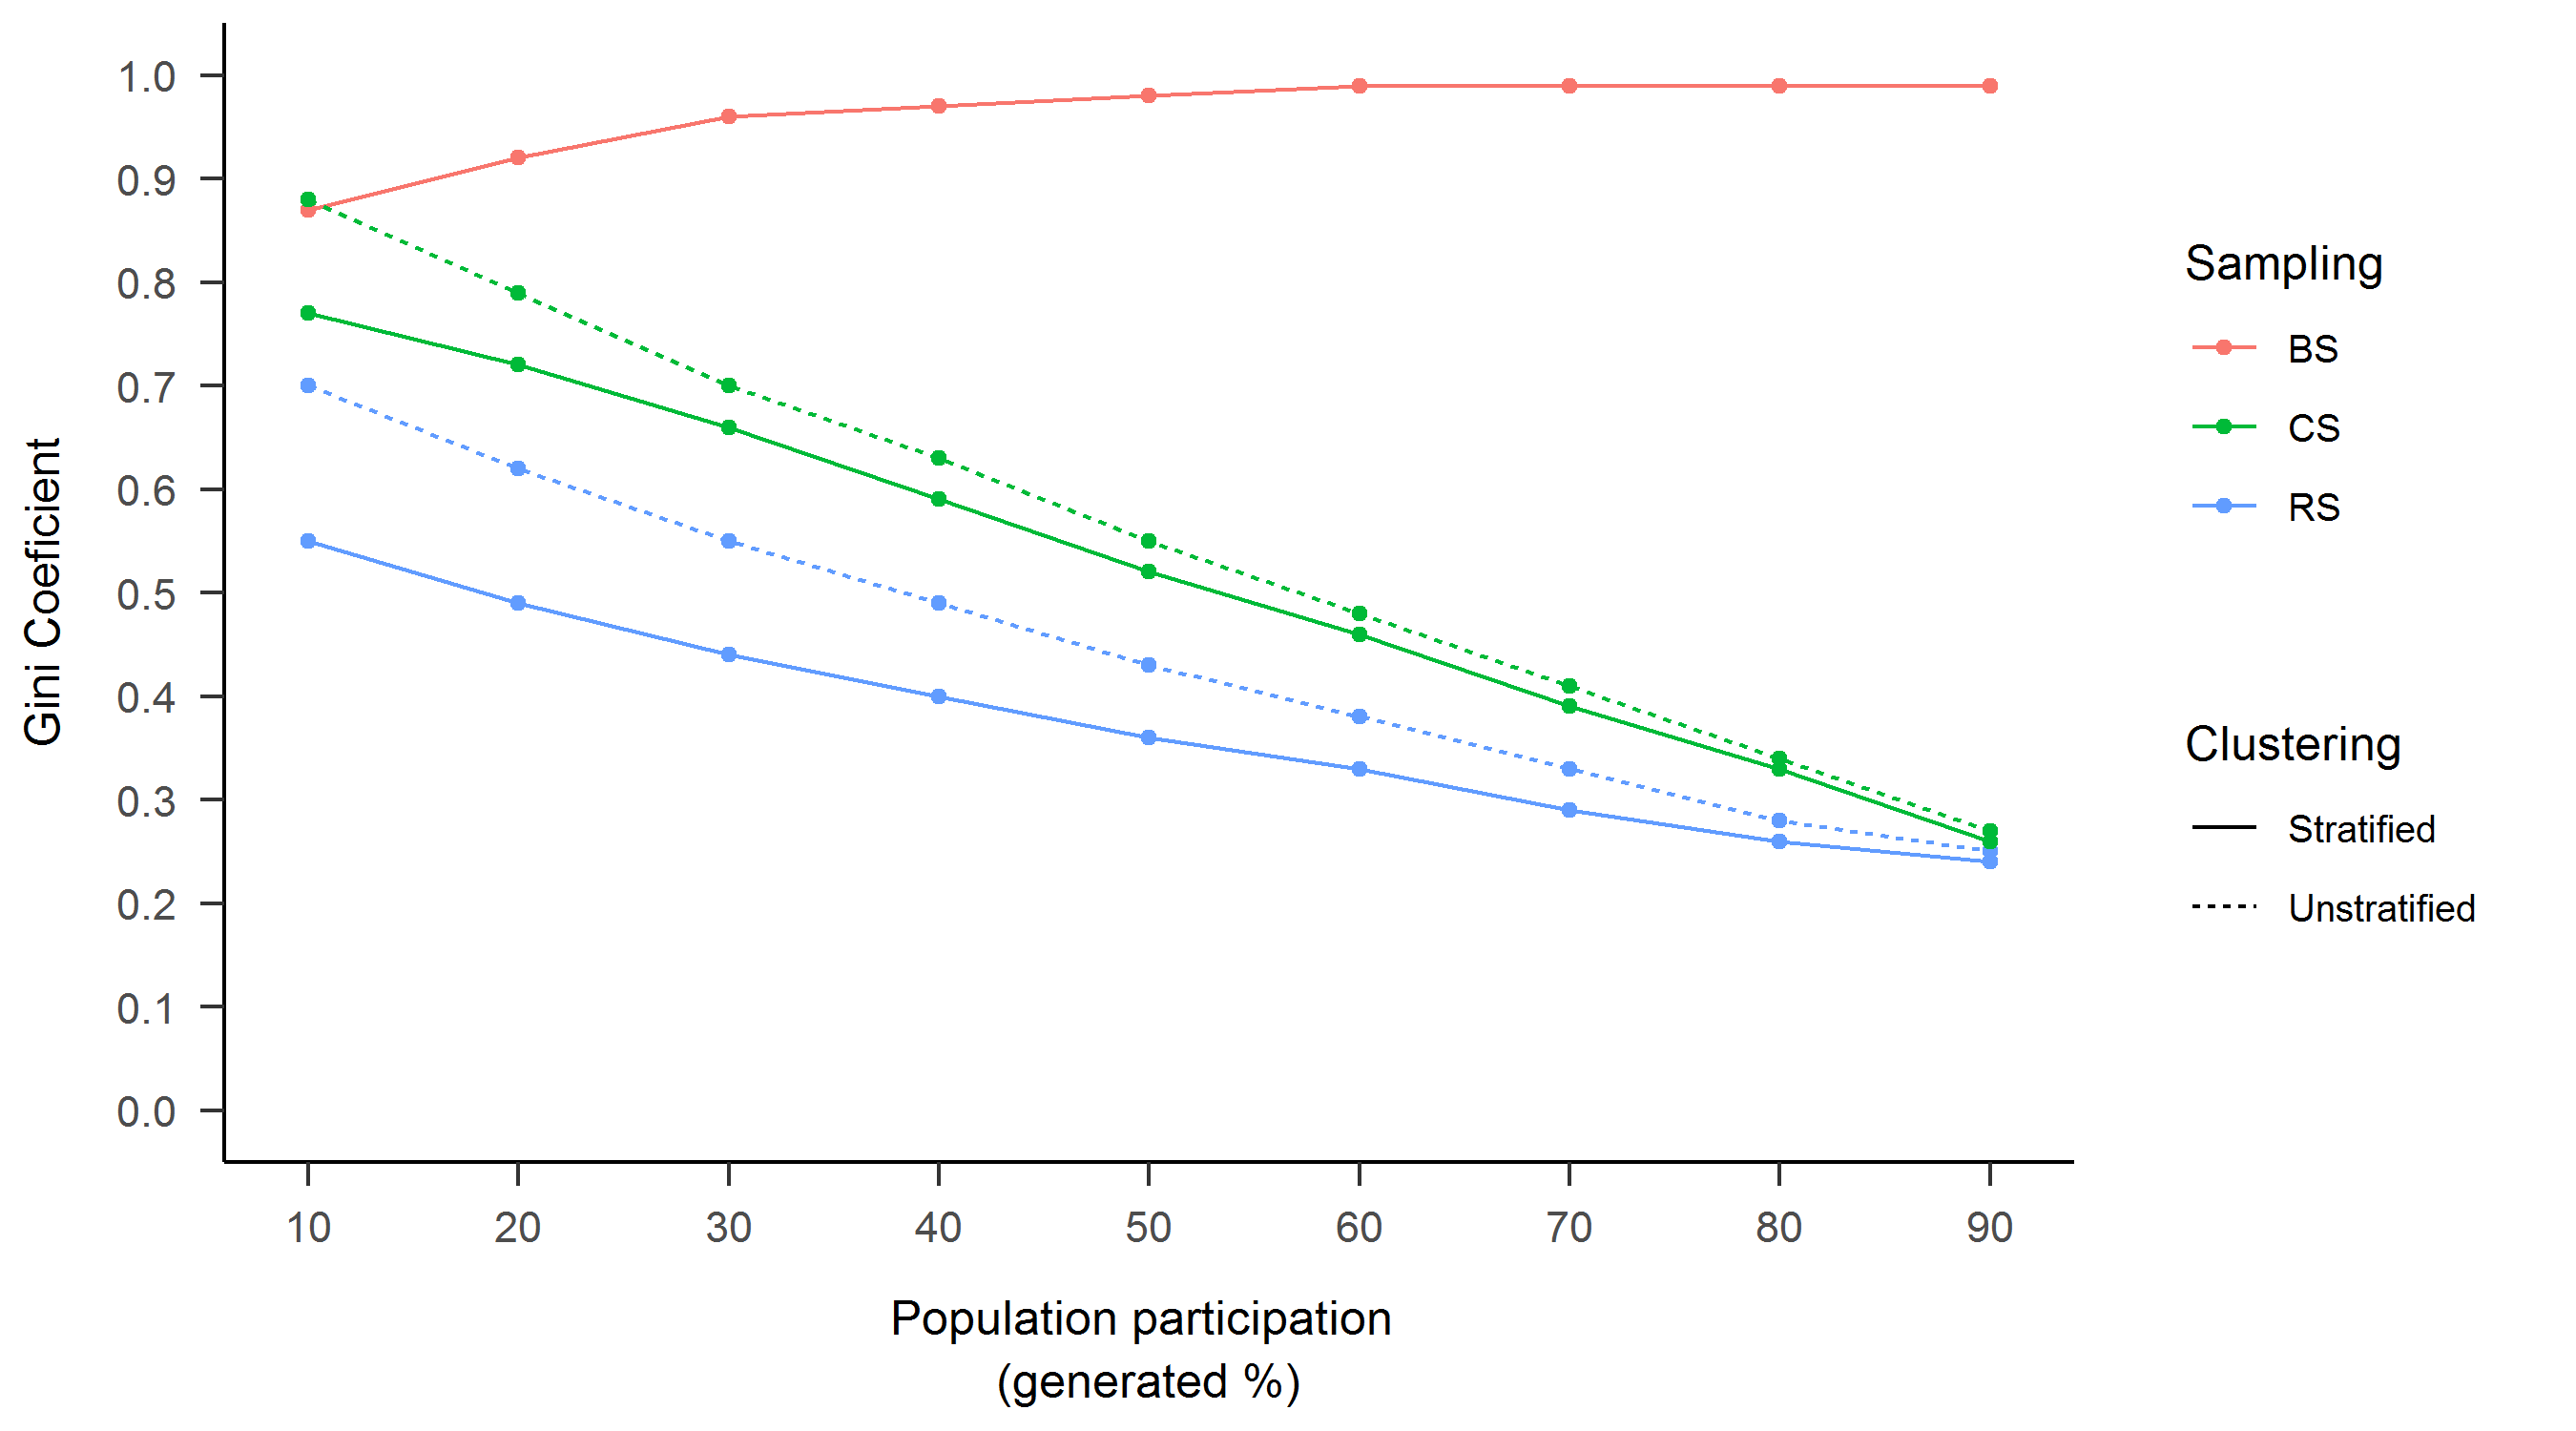 Gini Coefficient
1.0
0.9
0.8
0.7
0.6
0.5
0.4
0.3
0.2
0.1
0.0
10 20 30 40 50 60 70 80 90
Population participation
(generated %)
Sampling
BS
CS
RS
Clustering
Stratified
Unstratified